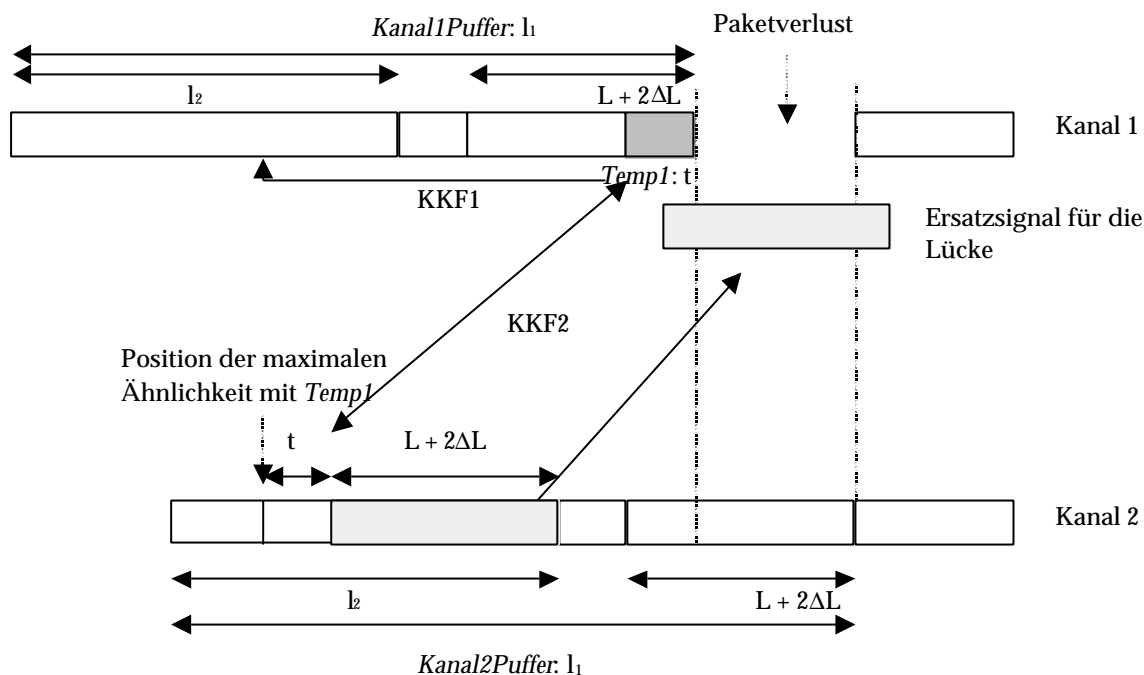 Kanal1Puffer: l₁
Paketverlust
l₂
L + 2ΔL
Kanal 1
Temp1: t
KKF1
Ersatzsignal für die
Lücke
KKF2
Position der maximalen
Ähnlichkeit mit Temp1
t
L + 2ΔL
Kanal 2
l₂
L + 2ΔL
Kanal2Puffer: l₁